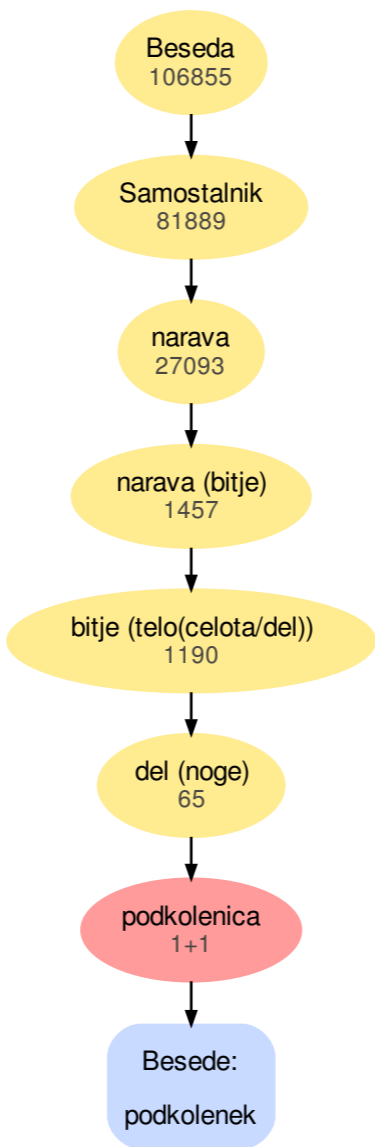 Beseda
106855
Samostalnik
81889
narava
27093
narava (bitje)
1457
bitje (telo(celota/del))
1190
del (noge)
65
podkolenica
1+1
Besede:
podkolenek